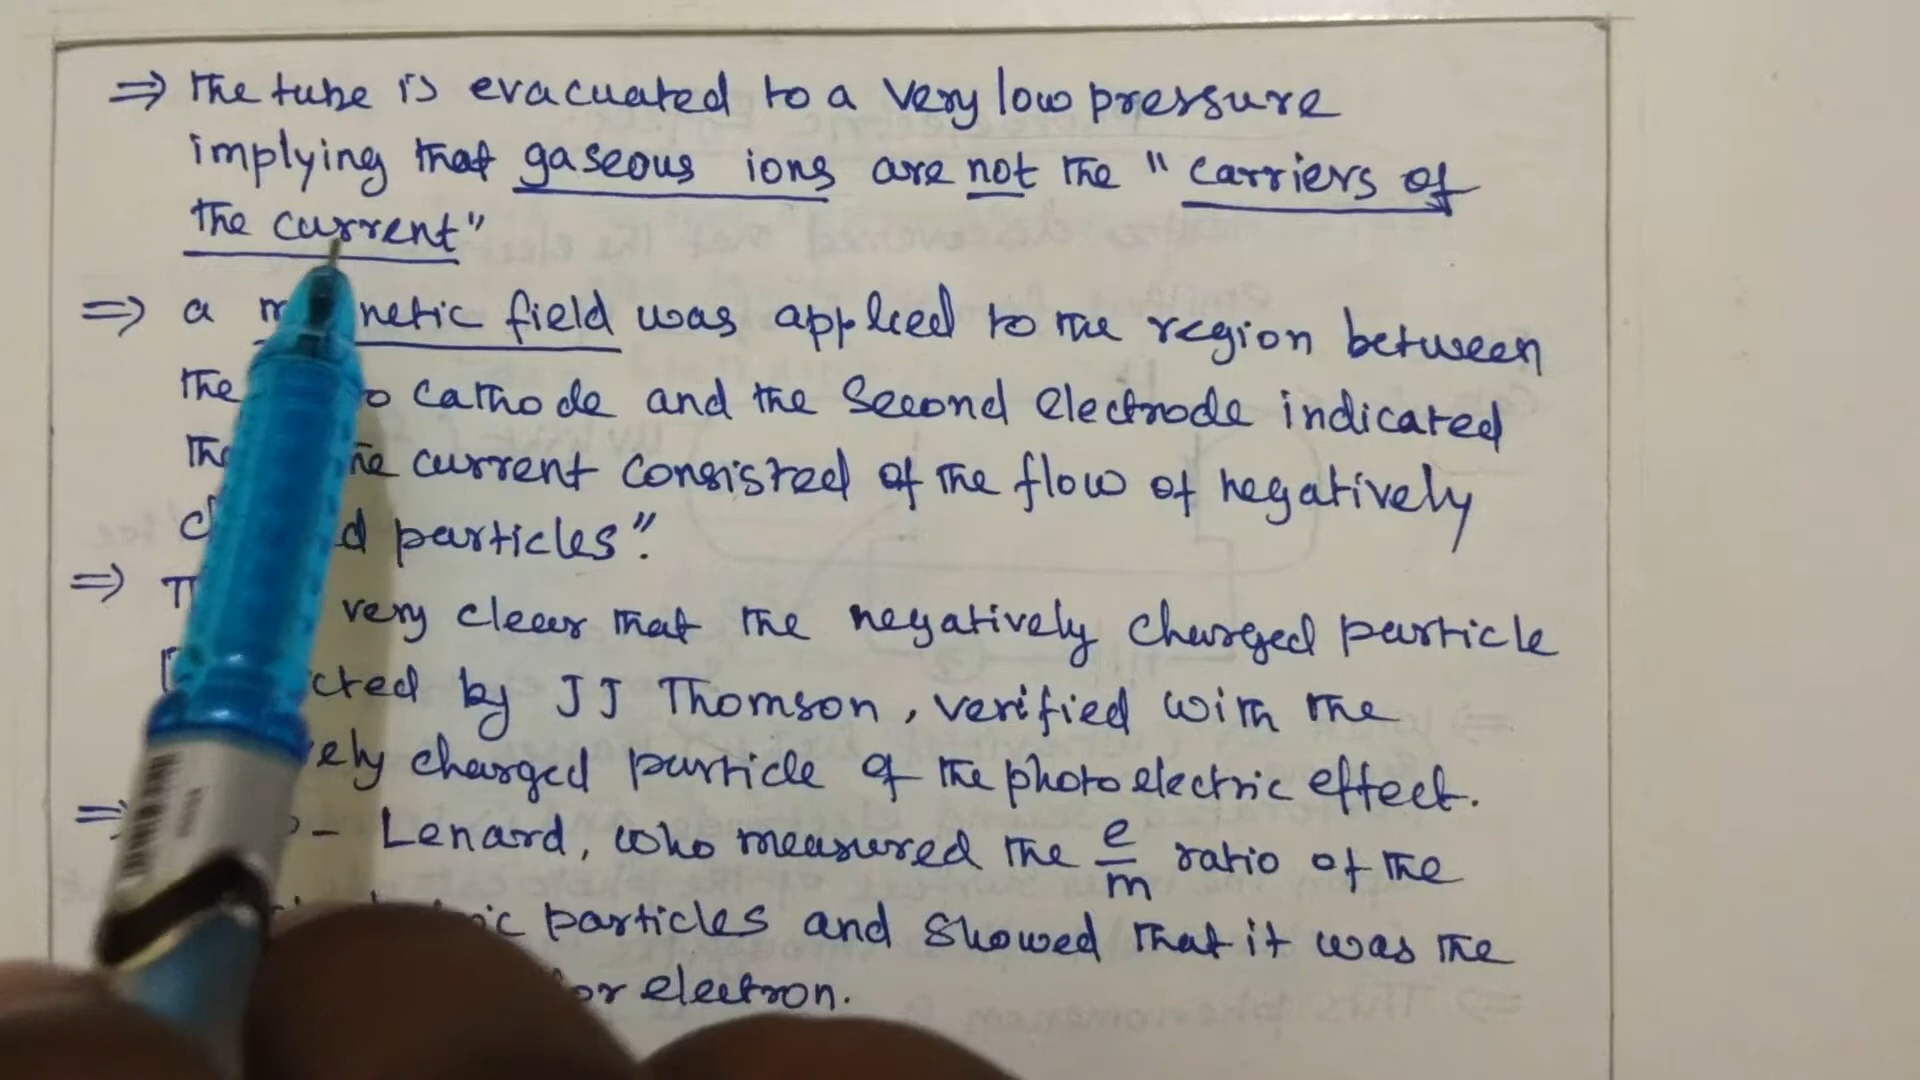 ⇒ The tube is evacuated to a very low pressure
implying that gaseous ions are not the "carriers of
the current"
⇒ a netic field was applied to the region between
the cathode and the second electrode indicated
the current consisted of the flow of negatively
particles".
⇒ very clear that the negatively charged particle
by JJ Thomson, verified with the
charged particle of the photoelectric effect.
⇒ - Lenard, who measured the e/m ratio of the
particles and showed that it was the
for electron.